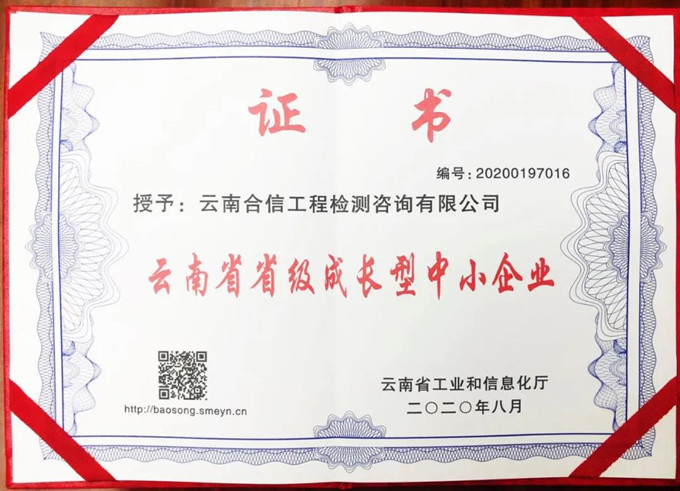 证 书
编号:20200197016
授予:云南合信工程检测咨询有限公司
云南省省级成长型中小企业
云南省工业和信息化厅
二〇二〇年八月
http://baosong.smeyn.cn